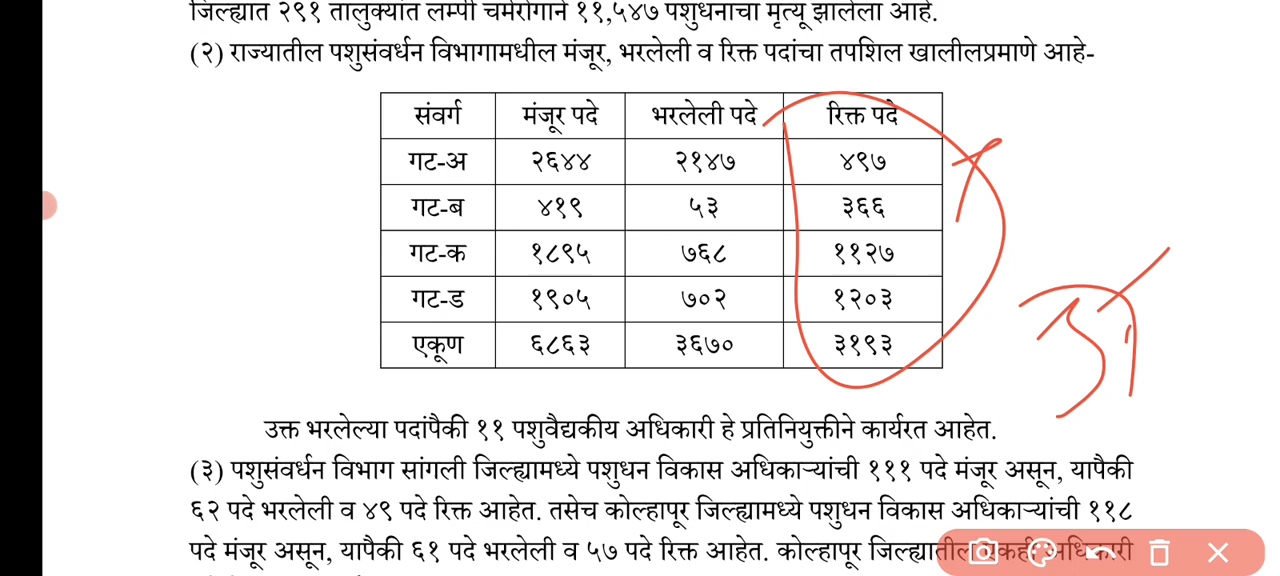 जिल्ह्यात २९१ तालुक्यांत लम्पी चर्मरोगाने ११,५४७ पशुधनाचा मृत्यू झालेला आहे.
(२) राज्यातील पशुसंवर्धन विभागामधील मंजूर, भरलेली व रिक्त पदांचा तपशिल खालीलप्रमाणे आहे-
संवर्ग मंजूर पदे भरलेली पदे रिक्त पदे
गट-अ २६४४ २१४७ ४९७
गट-ब ४१९ ५३ ३६६
गट-क १८९५ ७६८ ११२७
गट-ड १९०५ ७०२ १२०३
एकूण ६८६३ ३६७० ३१९३
उक्त भरलेल्या पदांपैकी ११ पशुवैद्यकीय अधिकारी हे प्रतिनियुक्तीने कार्यरत आहेत.
(३) पशुसंवर्धन विभाग सांगली जिल्ह्यामध्ये पशुधन विकास अधिकाऱ्यांची १११ पदे मंजूर असून, यापैकी
६२ पदे भरलेली व ४९ पदे रिक्त आहेत. तसेच कोल्हापूर जिल्ह्यामध्ये पशुधन विकास अधिकाऱ्यांची ११८
पदे मंजूर असून, यापैकी ६१ पदे भरलेली व ५७ पदे रिक्त आहेत. कोल्हापूर जिल्ह्यातील एकही अधिकारी